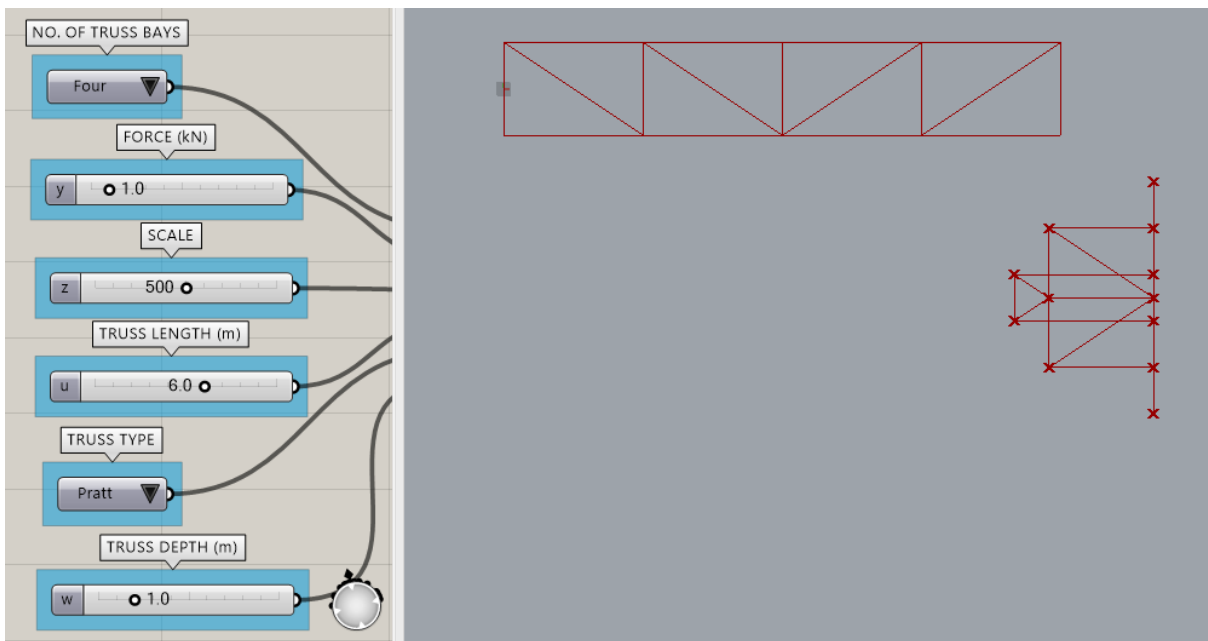 NO. OF TRUSS BAYS
Four
FORCE (kN)
y 1.0
SCALE
z 500
TRUSS LENGTH (m)
u 6.0
TRUSS TYPE
Pratt
TRUSS DEPTH (m)
w 1.0